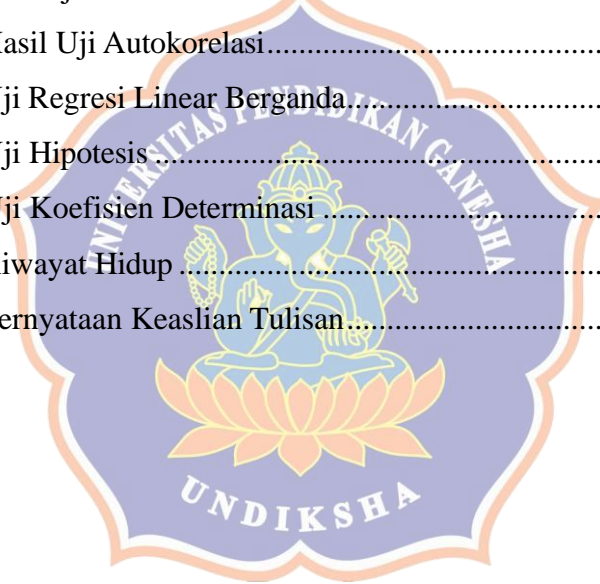 Hasil Uji Autokorelasi
Uji Regresi Linear Berganda
Uji Hipotesis
Uji Koefisien Determinasi
Riwayat Hidup
Pernyataan Keaslian Tulisan
UNIVERSITAS PENDIDIKAN GANESHA
UNDIKSHA